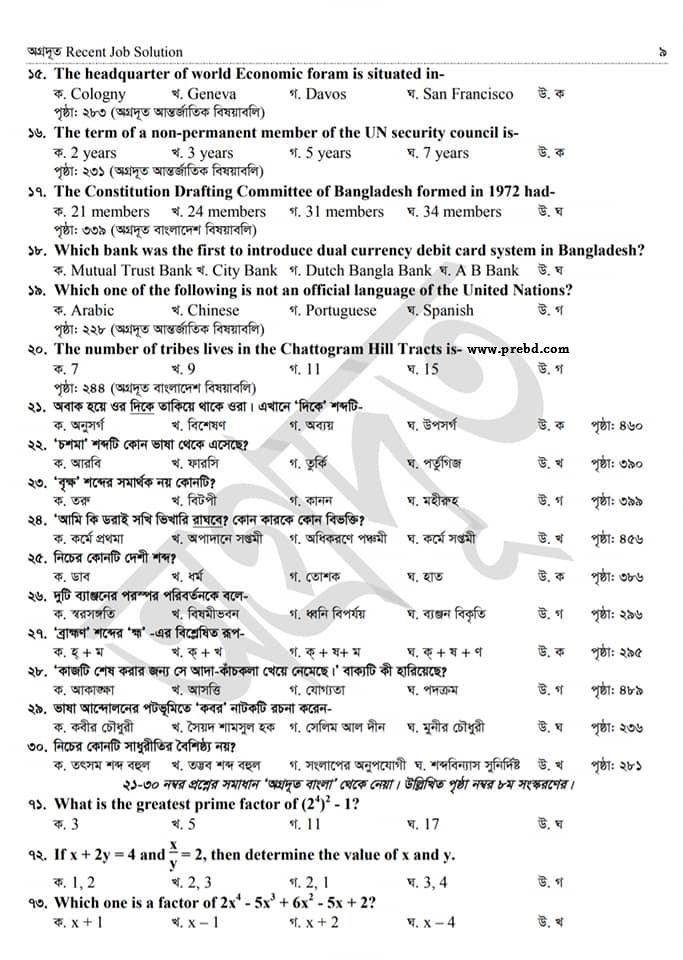 অগ্রদূত Recent Job Solution ৯
১৫. The headquarter of world Economic foram is situated in-
ক. Cologny খ. Geneva গ. Davos ঘ. San Francisco উ. ক
পৃষ্ঠা: ২৮৩ (অগ্রদূত আন্তর্জাতিক বিষয়াবলি)
১৬. The term of a non-permanent member of the UN security council is-
ক. 2 years খ. 3 years গ. 5 years ঘ. 7 years উ. ক
পৃষ্ঠা: ২৩১ (অগ্রদূত আন্তর্জাতিক বিষয়াবলি)
১৭. The Constitution Drafting Committee of Bangladesh formed in 1972 had-
ক. 21 members খ. 24 members গ. 31 members ঘ. 34 members উ. ঘ
পৃষ্ঠা: ৩৩৯ (অগ্রদূত বাংলাদেশ বিষয়াবলি)
১৮. Which bank was the first to introduce dual currency debit card system in Bangladesh?
ক. Mutual Trust Bank খ. City Bank গ. Dutch Bangla Bank ঘ. A B Bank উ. ঘ
১৯. Which one of the following is not an official language of the United Nations?
ক. Arabic খ. Chinese গ. Portuguese ঘ. Spanish উ. গ
পৃষ্ঠা: ২২৮ (অগ্রদূত আন্তর্জাতিক বিষয়াবলি)
২০. The number of tribes lives in the Chattogram Hill Tracts is- www.prebd.com
ক. 7 খ. 9 গ. 11 ঘ. 15 উ. গ
পৃষ্ঠা: ২৪৪ (অগ্রদূত বাংলাদেশ বিষয়াবলি)
২১. অবাক হয়ে ওর দিকে তাকিয়ে থাকে ওরা। এখানে ‘দিকে’ শব্দটি-
ক. অনুসর্গ খ. বিশেষণ গ. অব্যয় ঘ. উপসর্গ উ. ক পৃষ্ঠা: ৪৬০
২২. ‘চশমা’ শব্দটি কোন ভাষা থেকে এসেছে?
ক. আরবি খ. ফারসি গ. তুর্কি ঘ. পর্তুগিজ উ. খ পৃষ্ঠা: ৩৯০
২৩. ‘বৃক্ষ’ শব্দের সমার্থক নয় কোনটি?
ক. তরু খ. বিটপী গ. কানন ঘ. মহীরুহ উ. গ পৃষ্ঠা: ৩৯৯
২৪. ‘আমি কি ডরাই সখি ভিখারি রাঘবে? কোন কারকে কোন বিভক্তি?
ক. কর্মে প্রথমা খ. অপাদানে সপ্তমী গ. অধিকরণে পঞ্চমী ঘ. কর্মে সপ্তমী উ. খ পৃষ্ঠা: ৪৫৬
২৫. নিচের কোনটি দেশী শব্দ?
ক. ডাব খ. ধর্ম গ. তোশক ঘ. হাত উ. ক পৃষ্ঠা: ৩৮৬
২৬. দুটি ব্যাঞ্জনের পরস্পর পরিবর্তনকে বলে-
ক. স্বরসঙ্গতি খ. বিষমীভবন গ. ধ্বনি বিপর্যয় ঘ. ব্যঞ্জন বিকৃতি উ. গ পৃষ্ঠা: ২৯৬
২৭. ‘ব্রাহ্মণ’ শব্দের ‘হ্ম’ -এর বিশ্লেষিত রূপ-
ক. হ্ + ম খ. ক্ + খ গ. ক্ + ষ+ ম ঘ. ক্ + ষ + ণ উ. ক পৃষ্ঠা: ২৯৫
২৮. ‘কাজটি শেষ করার জন্য সে আদা-কাঁচকলা খেয়ে নেমেছে।’ বাক্যটি কী হারিয়েছে?
ক. আকাঙ্ক্ষা খ. আসত্তি গ. যোগ্যতা ঘ. পদক্রম উ. গ পৃষ্ঠা: ৪৮৯
২৯. ভাষা আন্দোলনের পটভূমিতে ‘কবর’ নাটকটি রচনা করেন-
ক. কবীর চৌধুরী খ. সৈয়দ শামসুল হক গ. সেলিম আল দীন ঘ. মুনীর চৌধুরী উ. ঘ পৃষ্ঠা: ২৩৬
৩০. নিচের কোনটি সাধুরীতির বৈশিষ্ঠ্য নয়?
ক. তৎসম শব্দ বহুল খ. তদ্ভব শব্দ বহুল গ. সংলাপের অনুপযোগী ঘ. শব্দবিন্যাস সুনির্দিষ্ট উ. খ পৃষ্ঠা: ২৮১
২১-৩০ নম্বর প্রশ্নের সমাধান ‘অগ্রদূত বাংলা’ থেকে নেয়া। উল্লিখিত পৃষ্ঠা নম্বর ৮ম সংস্করণের।
৭১. What is the greatest prime factor of (2⁴)² - 1?
ক. 3 খ. 5 গ. 11 ঘ. 17 উ. ঘ
৭২. If x + 2y = 4 and x/y = 2, then determine the value of x and y.
ক. 1, 2 খ. 2, 3 গ. 2, 1 ঘ. 3, 4 উ. গ
৭৩. Which one is a factor of 2x⁴ - 5x³ + 6x² - 5x + 2?
ক. x + 1 খ. x – 1 গ. x + 2 ঘ. x – 4 উ. খ
অগ্রদূত